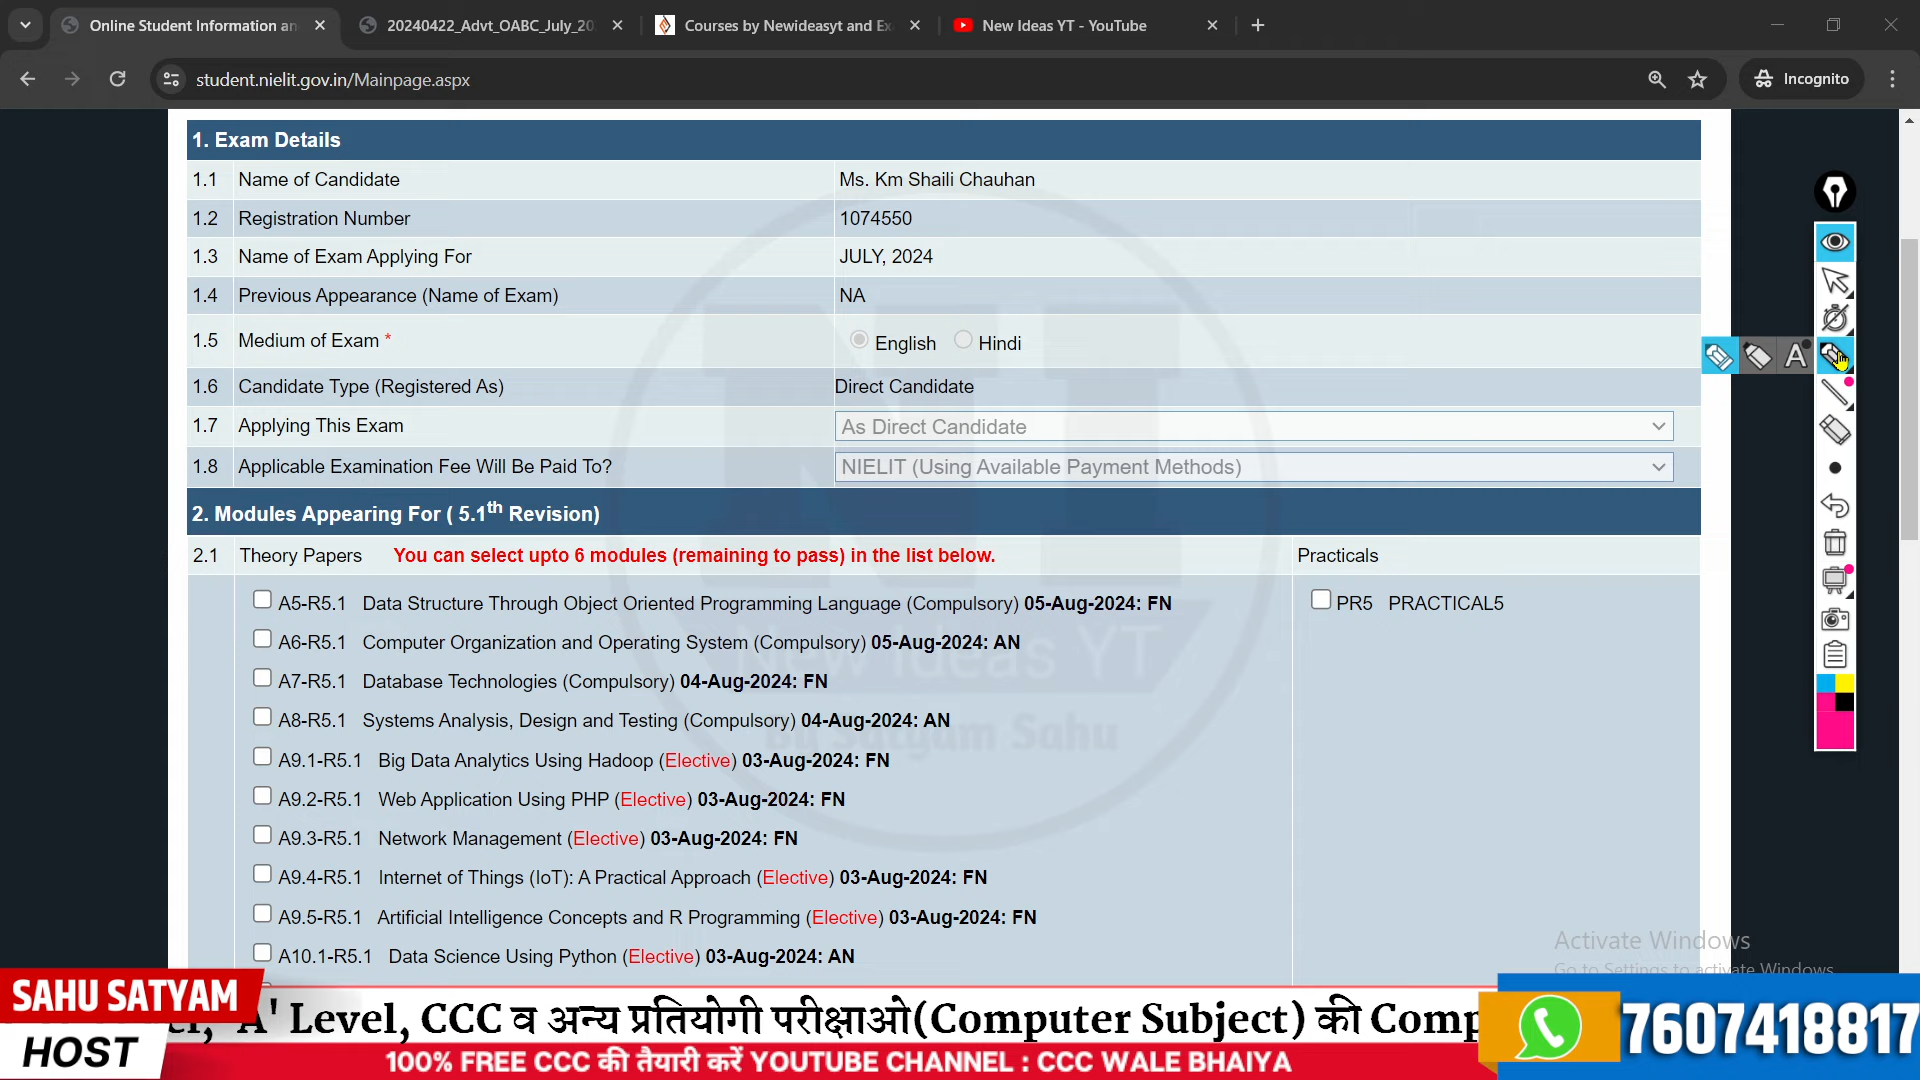 Online Student Information an
20240422_Advt_OABC_July_20
Courses by Newideasyt and Ex
New Ideas YT - YouTube
student.nielit.gov.in/Mainpage.aspx
Incognito
1. Exam Details
1.1 Name of Candidate Ms. Km Shaili Chauhan
1.2 Registration Number 1074550
1.3 Name of Exam Applying For JULY, 2024
1.4 Previous Appearance (Name of Exam) NA
1.5 Medium of Exam * English Hindi
1.6 Candidate Type (Registered As) Direct Candidate
1.7 Applying This Exam As Direct Candidate
1.8 Applicable Examination Fee Will Be Paid To? NIELIT (Using Available Payment Methods)
2. Modules Appearing For ( 5.1th Revision)
2.1 Theory Papers You can select upto 6 modules (remaining to pass) in the list below. Practicals
A5-R5.1 Data Structure Through Object Oriented Programming Language (Compulsory) 05-Aug-2024: FN PR5 PRACTICAL5
A6-R5.1 Computer Organization and Operating System (Compulsory) 05-Aug-2024: AN
A7-R5.1 Database Technologies (Compulsory) 04-Aug-2024: FN
A8-R5.1 Systems Analysis, Design and Testing (Compulsory) 04-Aug-2024: AN
A9.1-R5.1 Big Data Analytics Using Hadoop (Elective) 03-Aug-2024: FN
A9.2-R5.1 Web Application Using PHP (Elective) 03-Aug-2024: FN
A9.3-R5.1 Network Management (Elective) 03-Aug-2024: FN
A9.4-R5.1 Internet of Things (IoT): A Practical Approach (Elective) 03-Aug-2024: FN
A9.5-R5.1 Artificial Intelligence Concepts and R Programming (Elective) 03-Aug-2024: FN
A10.1-R5.1 Data Science Using Python (Elective) 03-Aug-2024: AN
NI
New Ideas YT
By Satyam Sahu
A
Activate Windows
Go to Settings to activate Windows.
SAHU SATYAM
HOST
'A' Level, CCC व अन्य प्रतियोगी परीक्षाओ(Computer Subject) की Comp
100% FREE CCC की तैयारी करें YOUTUBE CHANNEL : CCC WALE BHAIYA
7607418817